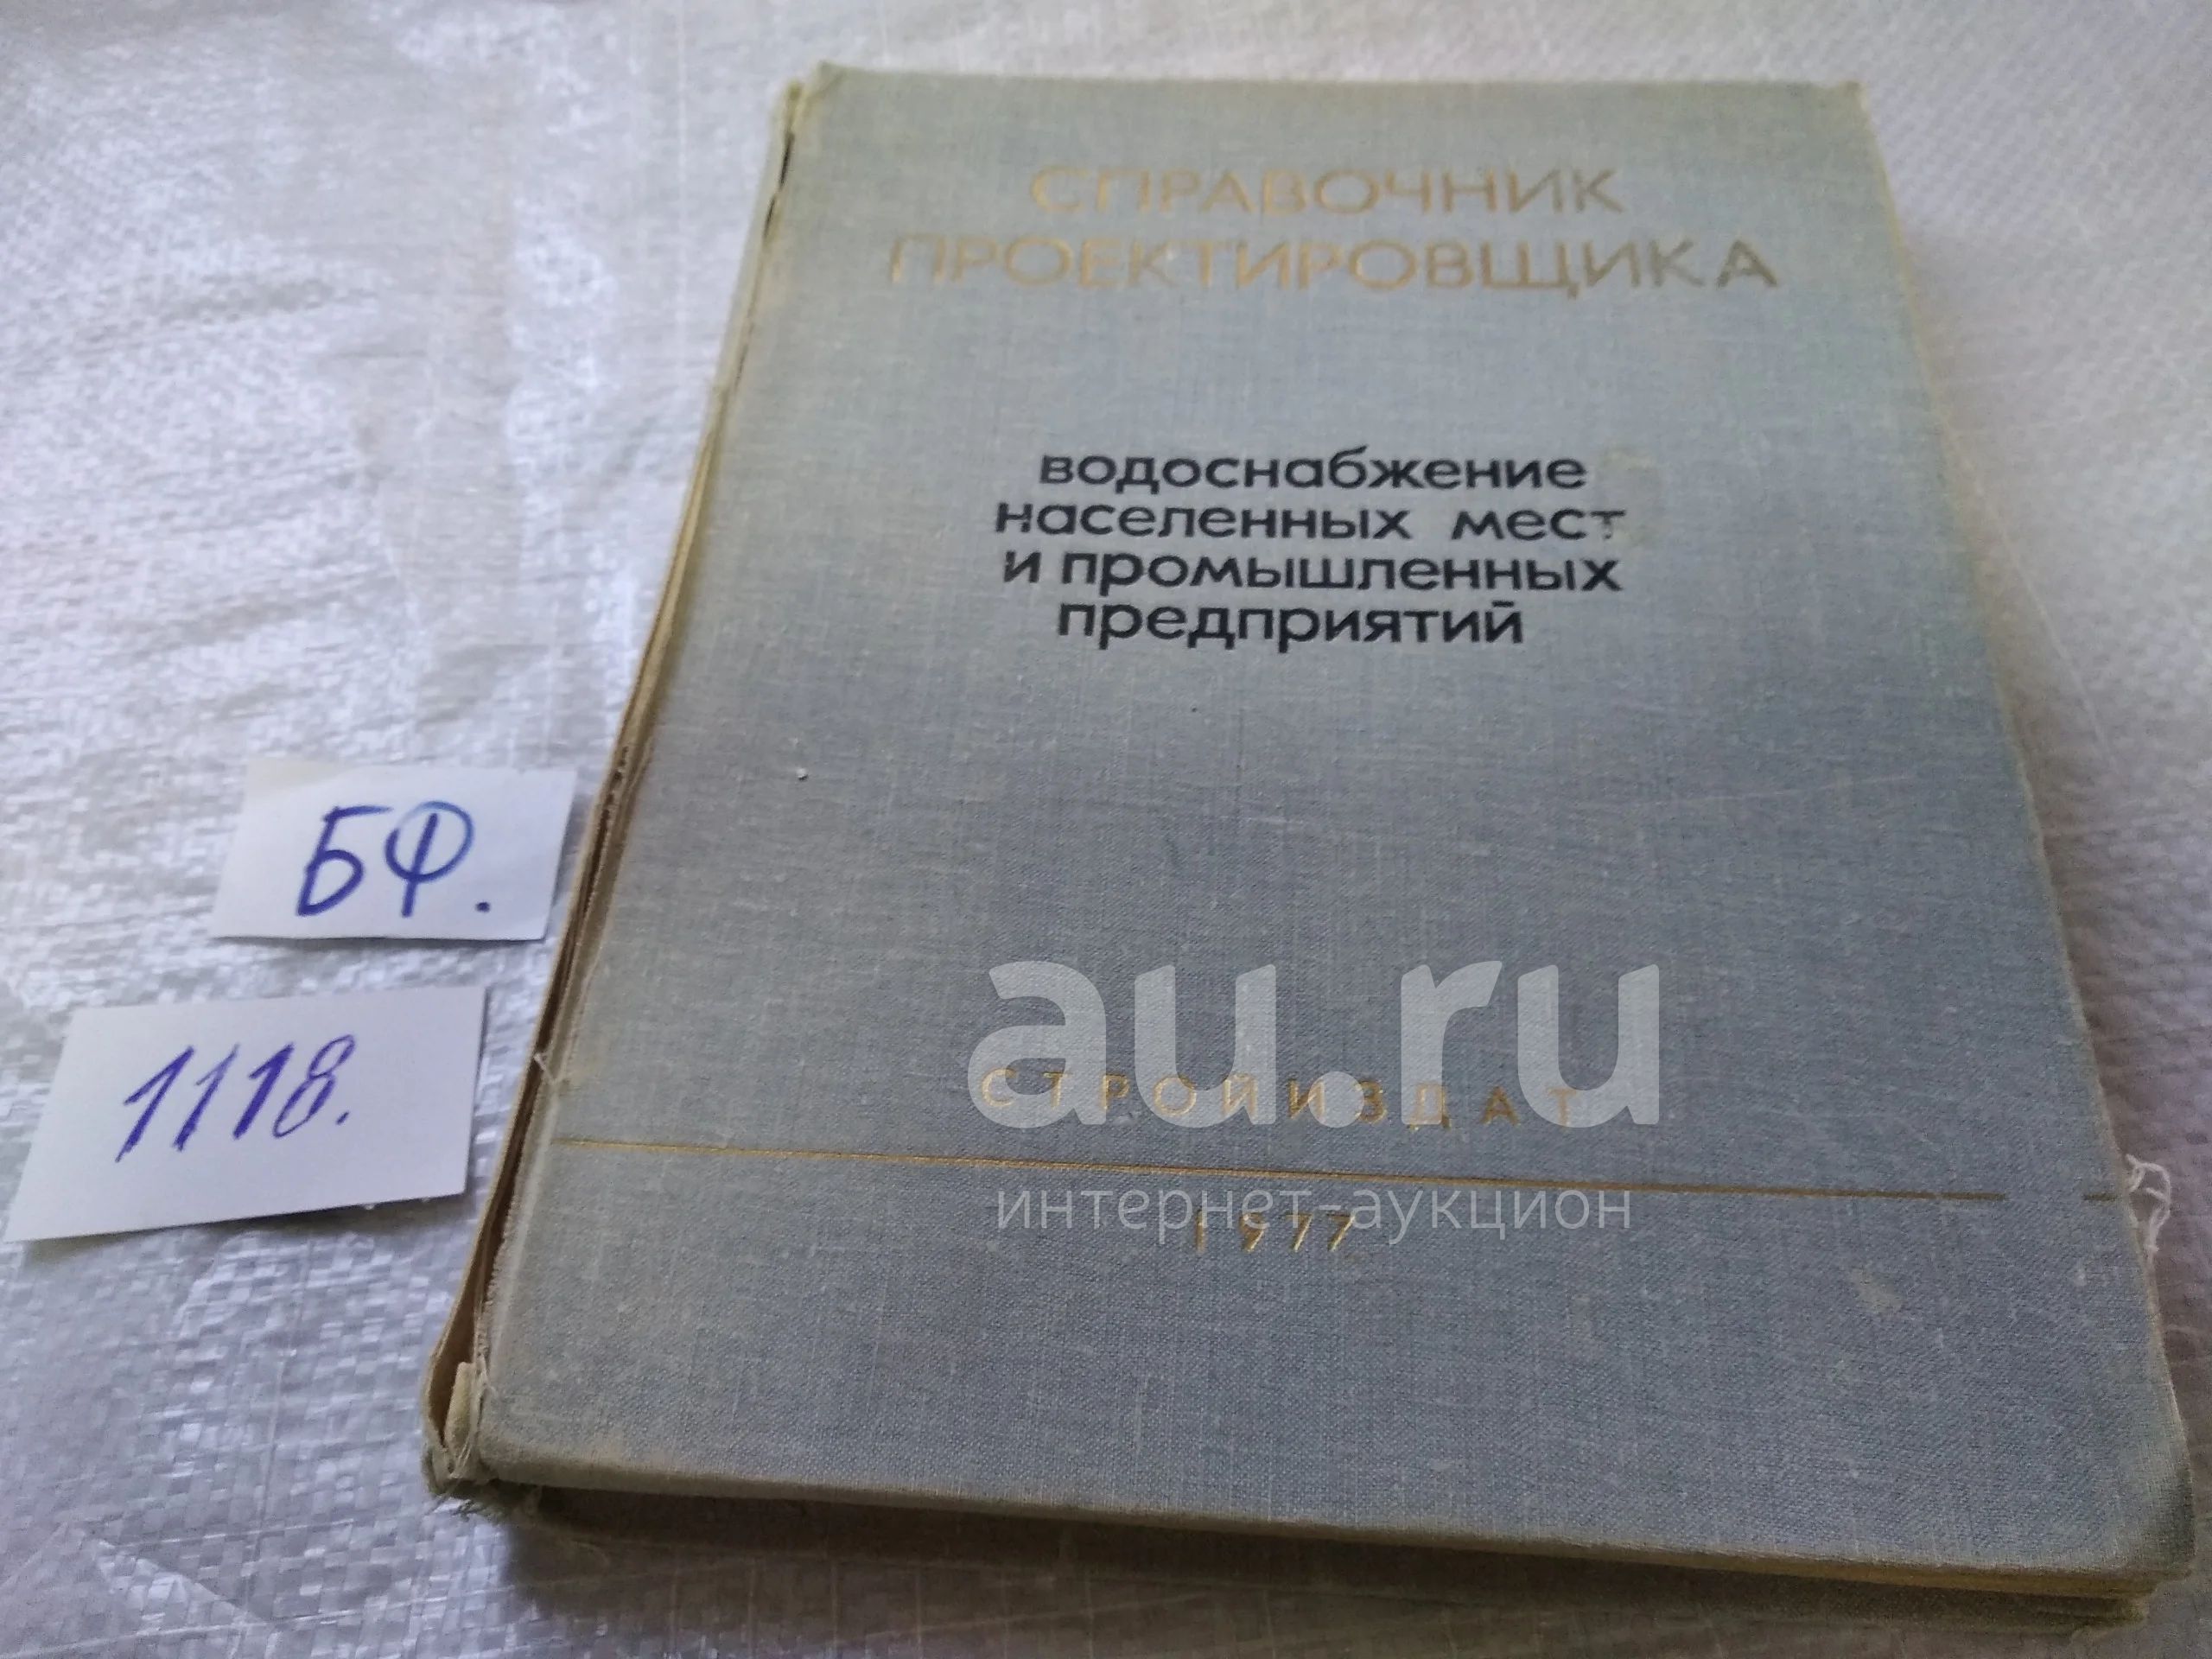 СПРАВОЧНИК
ПРОЕКТИРОВЩИКА
водоснабжение
населенных мест
и промышленных
предприятий
БФ.
1118.
au.ru
СТРОЙИЗДАТ
интернет-аукцион
1977